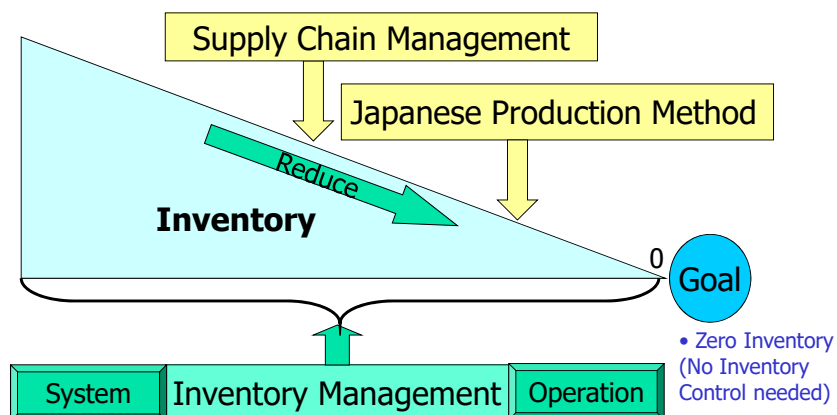 Supply Chain Management
Japanese Production Method
Reduce
Inventory
0
Goal
• Zero Inventory
(No Inventory
Control needed)
System
Inventory Management
Operation